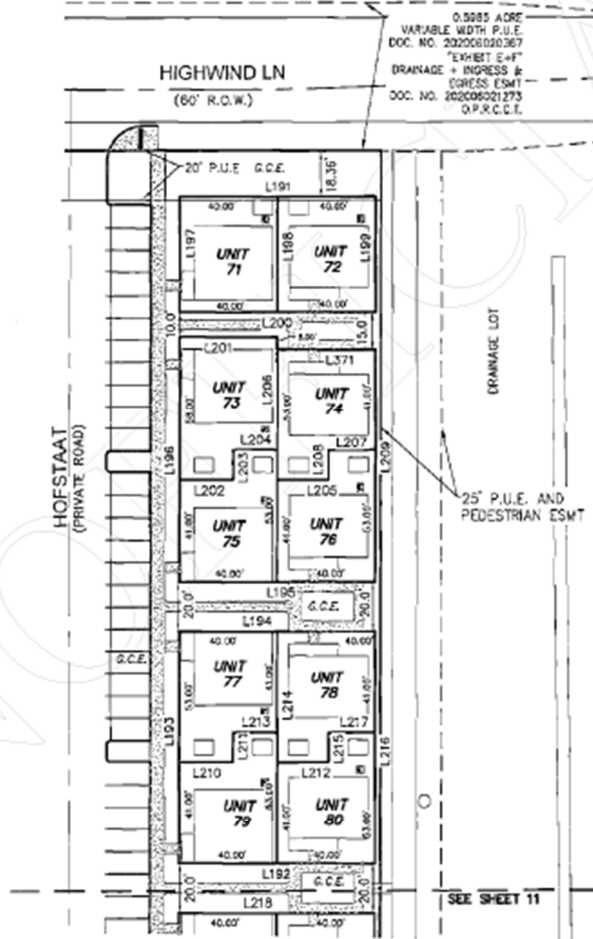 0.5985 ACRE
VARIABLE WIDTH P.U.E.
DOC. NO. 202006020367
"EXHIBIT E+F"
DRAINAGE + INGRESS &
EGRESS ESMT
DOC. NO. 202006021273
O.P.R.C.C.T.
HIGHWIND LN
(60' R.O.W.)
20' P.U.E G.C.E.
18.36'
L191
40.00' 40.00'
L197 L198 L199
UNIT 71
UNIT 72
40.00' 40.00'
10.0' L200 15.0'
L201 L371
UNIT 73
L206
UNIT 74
53.00' 41.00'
L204 L207
L203 L208
L196 L209
L202 L205
53.00' 53.00'
UNIT 75
UNIT 76
41.00' 41.00'
40.00' 40.00'
L195
20.0' G.C.E. 20.0'
L194
40.00' 40.00'
UNIT 77
UNIT 78
53.00' 41.00' L214 41.00'
L213 L217
L211 L215
L193 L216
L210 L212
53.00'
UNIT 79
UNIT 80
41.00' 41.00' 53.00'
40.00' 40.00'
L192
20.0' G.C.E. 20.0'
L218
40.00' 40.00'
HOFSTAAT
(PRIVATE ROAD)
G.C.E.
DRAINAGE LOT
25' P.U.E. AND
PEDESTRIAN ESMT
SEE SHEET 11